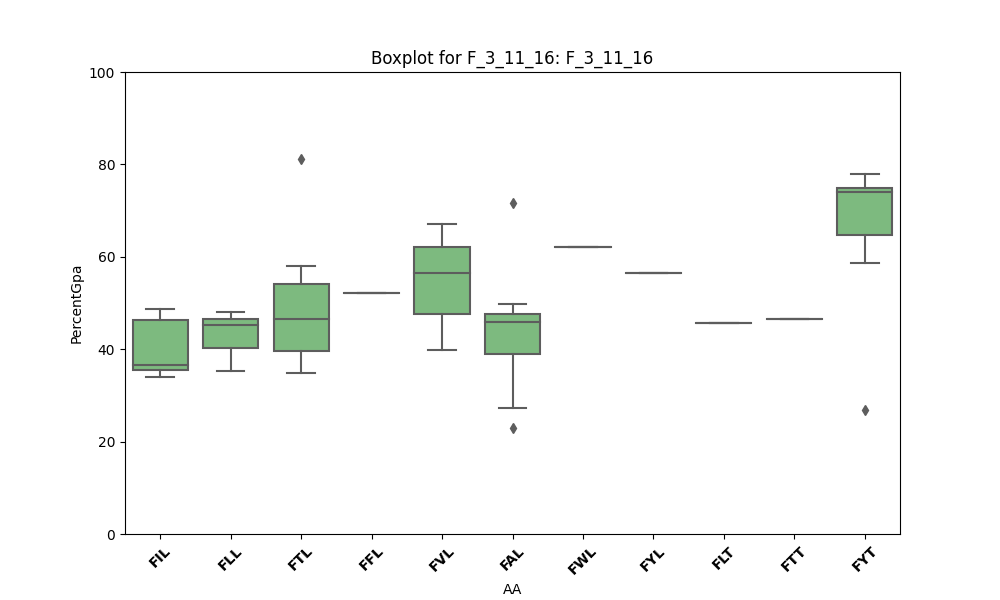 Boxplot for F_3_11_16: F_3_11_16
100
80
60
40
20
0
PercentGpa
FIL
FLL
FTL
FFL
FVL
FAL
FWL
FYL
FLT
FTT
FYT
AA